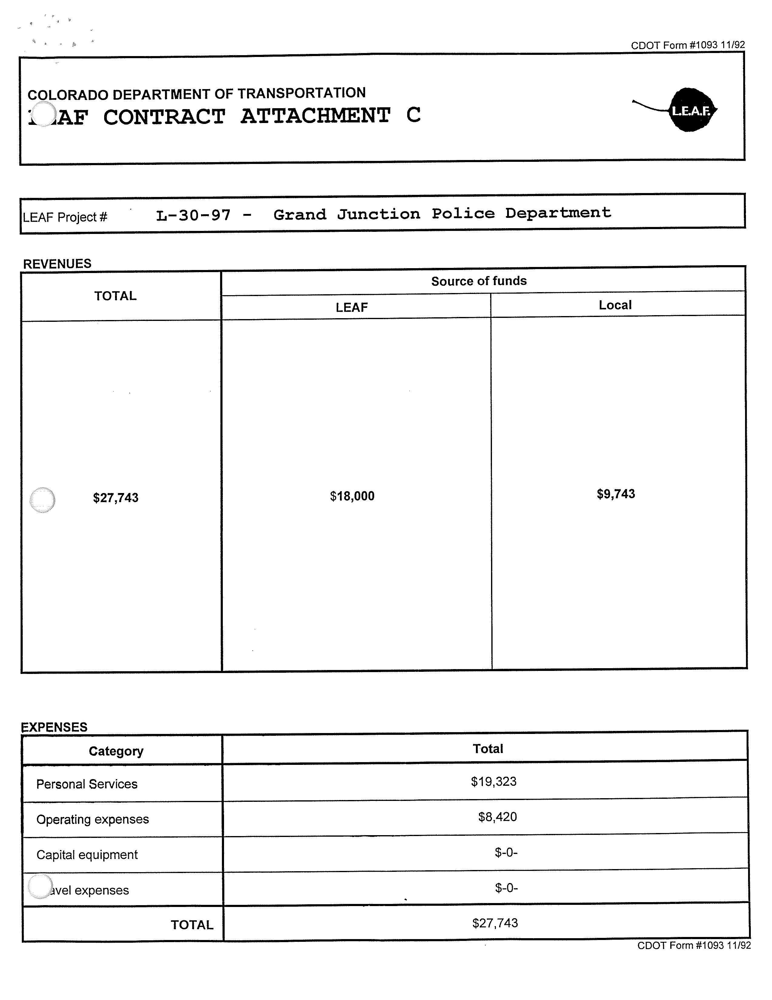 CDOT Form #1093 11/92
COLORADO DEPARTMENT OF TRANSPORTATION
CONTRACT ATTACHMENT C
L.E.A.F.
LEAF Project # L-30-97 - Grand Junction Police Department
REVENUES
TOTAL
Source of funds
LEAF
Local
$27,743 $18,000 $9,743
EXPENSES
Category Total
Personal Services $19,323
Operating expenses $8,420
Capital equipment $-0-
avel expenses $-0-
TOTAL $27,743
CDOT Form #1093 11/92